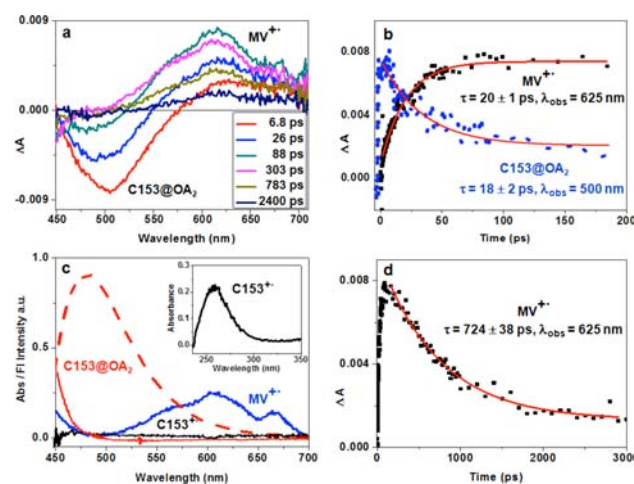 a
MV⁺·
0.009
0.000
-0.009
ΔA
C153@OA₂
6.8 ps
26 ps
88 ps
303 ps
783 ps
2400 ps
450 500 550 600 650 700
Wavelength (nm)
b
0.008
0.004
0.000
ΔA
MV⁺·
τ = 20 ± 1 ps, λobs = 625 nm
C153@OA₂
τ = 18 ± 2 ps, λobs = 500 nm
0 50 100 150 200
Time (ps)
c
1.0
0.5
0.0
Abs / Fl Intensity a.u.
C153@OA₂
C153⁺·
MV⁺·
450 500 550 600 650 700
Wavelength (nm)
0.3
0.2
0.1
0.0
Absorbance
C153⁺·
250 300 350
Wavelength (nm)
d
0.008
0.004
0.000
ΔA
MV⁺·
τ = 724 ± 38 ps, λobs = 625 nm
0 1000 2000 3000
Time (ps)